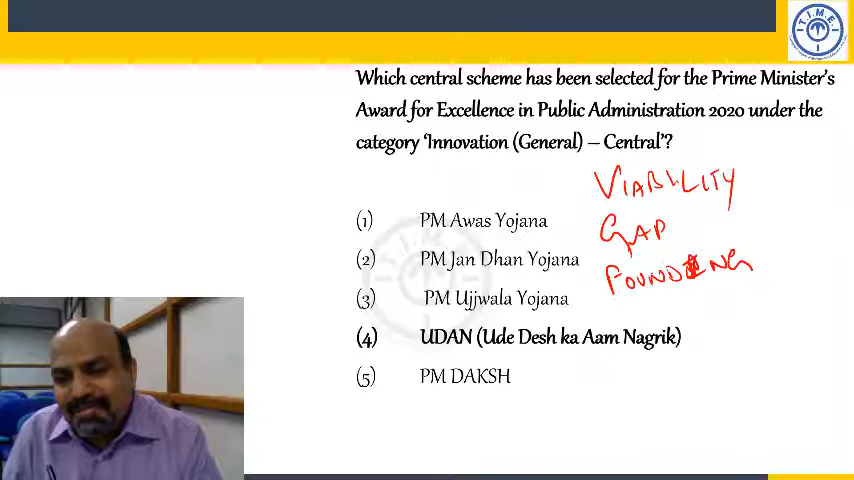 T.I.M.E.
Which central scheme has been selected for the Prime Minister's
Award for Excellence in Public Administration 2020 under the
category 'Innovation (General) – Central'?
VIABILITY
GAP
FOUNDING
(1) PM Awas Yojana
(2) PM Jan Dhan Yojana
(3) PM Ujjwala Yojana
(4) UDAN (Ude Desh ka Aam Nagrik)
(5) PM DAKSH